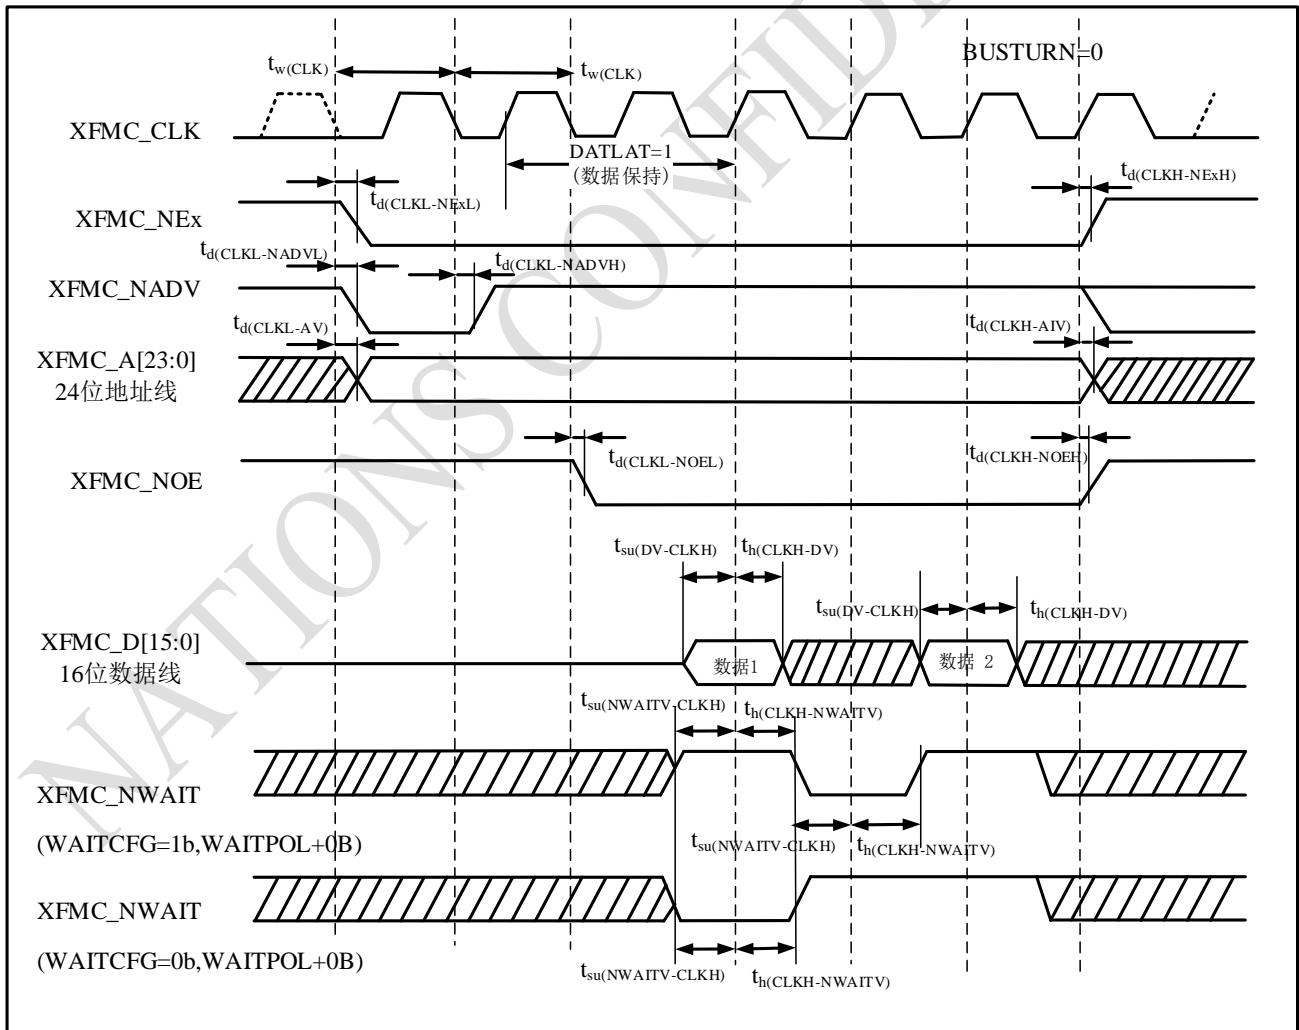 BUSTURN=0
tw(CLK)
tw(CLK)
XFMC_CLK
DATLAT=1
(数据保持)
td(CLKH-NExH)
td(CLKL-NExL)
XFMC_NEx
td(CLKL-NADVL)
td(CLKL-NADVH)
XFMC_NADV
td(CLKL-AV)
td(CLKH-AIV)
XFMC_A[23:0]
24位地址线
td(CLKL-NOEL)
td(CLKH-NOEH)
XFMC_NOE
tsu(DV-CLKH)
th(CLKH-DV)
tsu(DV-CLKH)
th(CLKH-DV)
XFMC_D[15:0]
16位数据线
数据1
数据 2
tsu(NWAITV-CLKH)
th(CLKH-NWAITV)
XFMC_NWAIT
(WAITCFG=1b,WAITPOL+0B)
tsu(NWAITV-CLKH)
th(CLKH-NWAITV)
XFMC_NWAIT
(WAITCFG=0b,WAITPOL+0B)
tsu(NWAITV-CLKH)
th(CLKH-NWAITV)
NATIONS